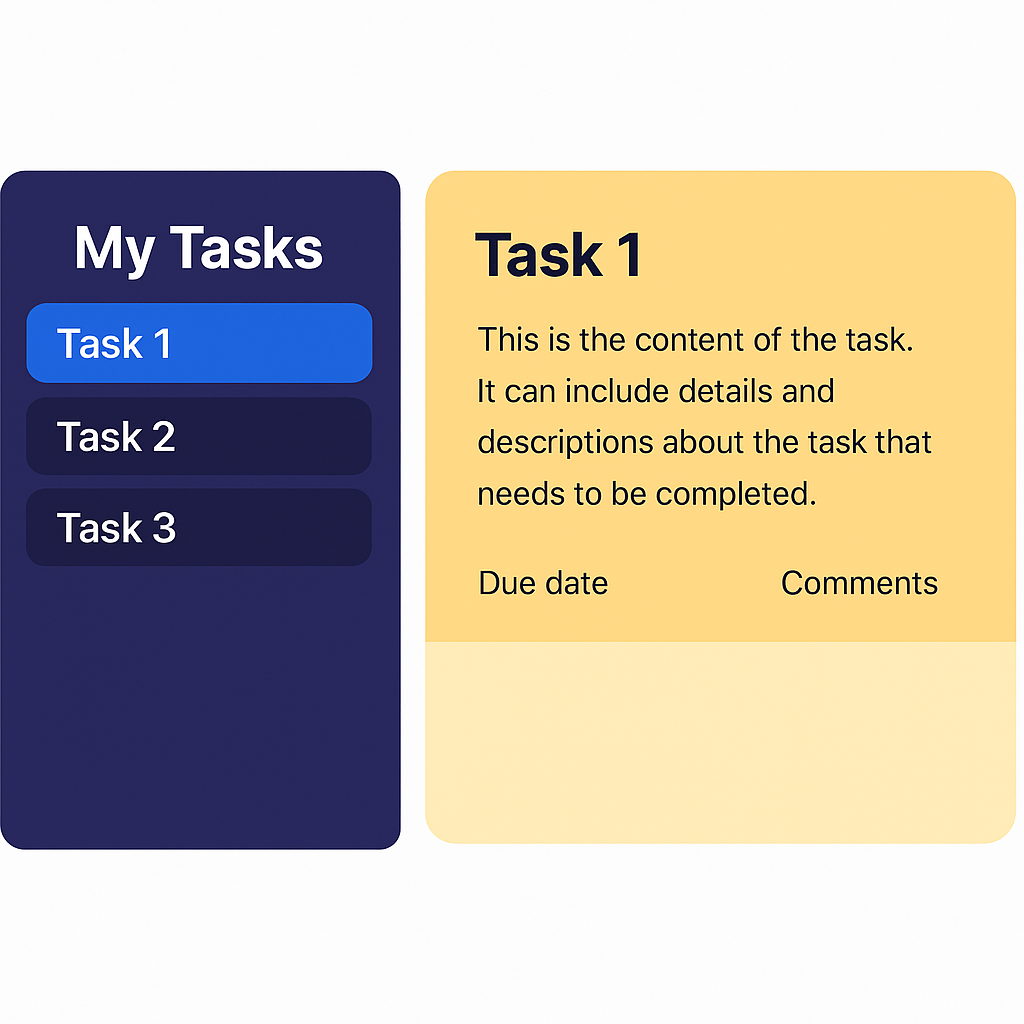 My Tasks
Task 1
Task 2
Task 3
Task 1
This is the content of the task.
It can include details and
descriptions about the task that
needs to be completed.
Due date
Comments